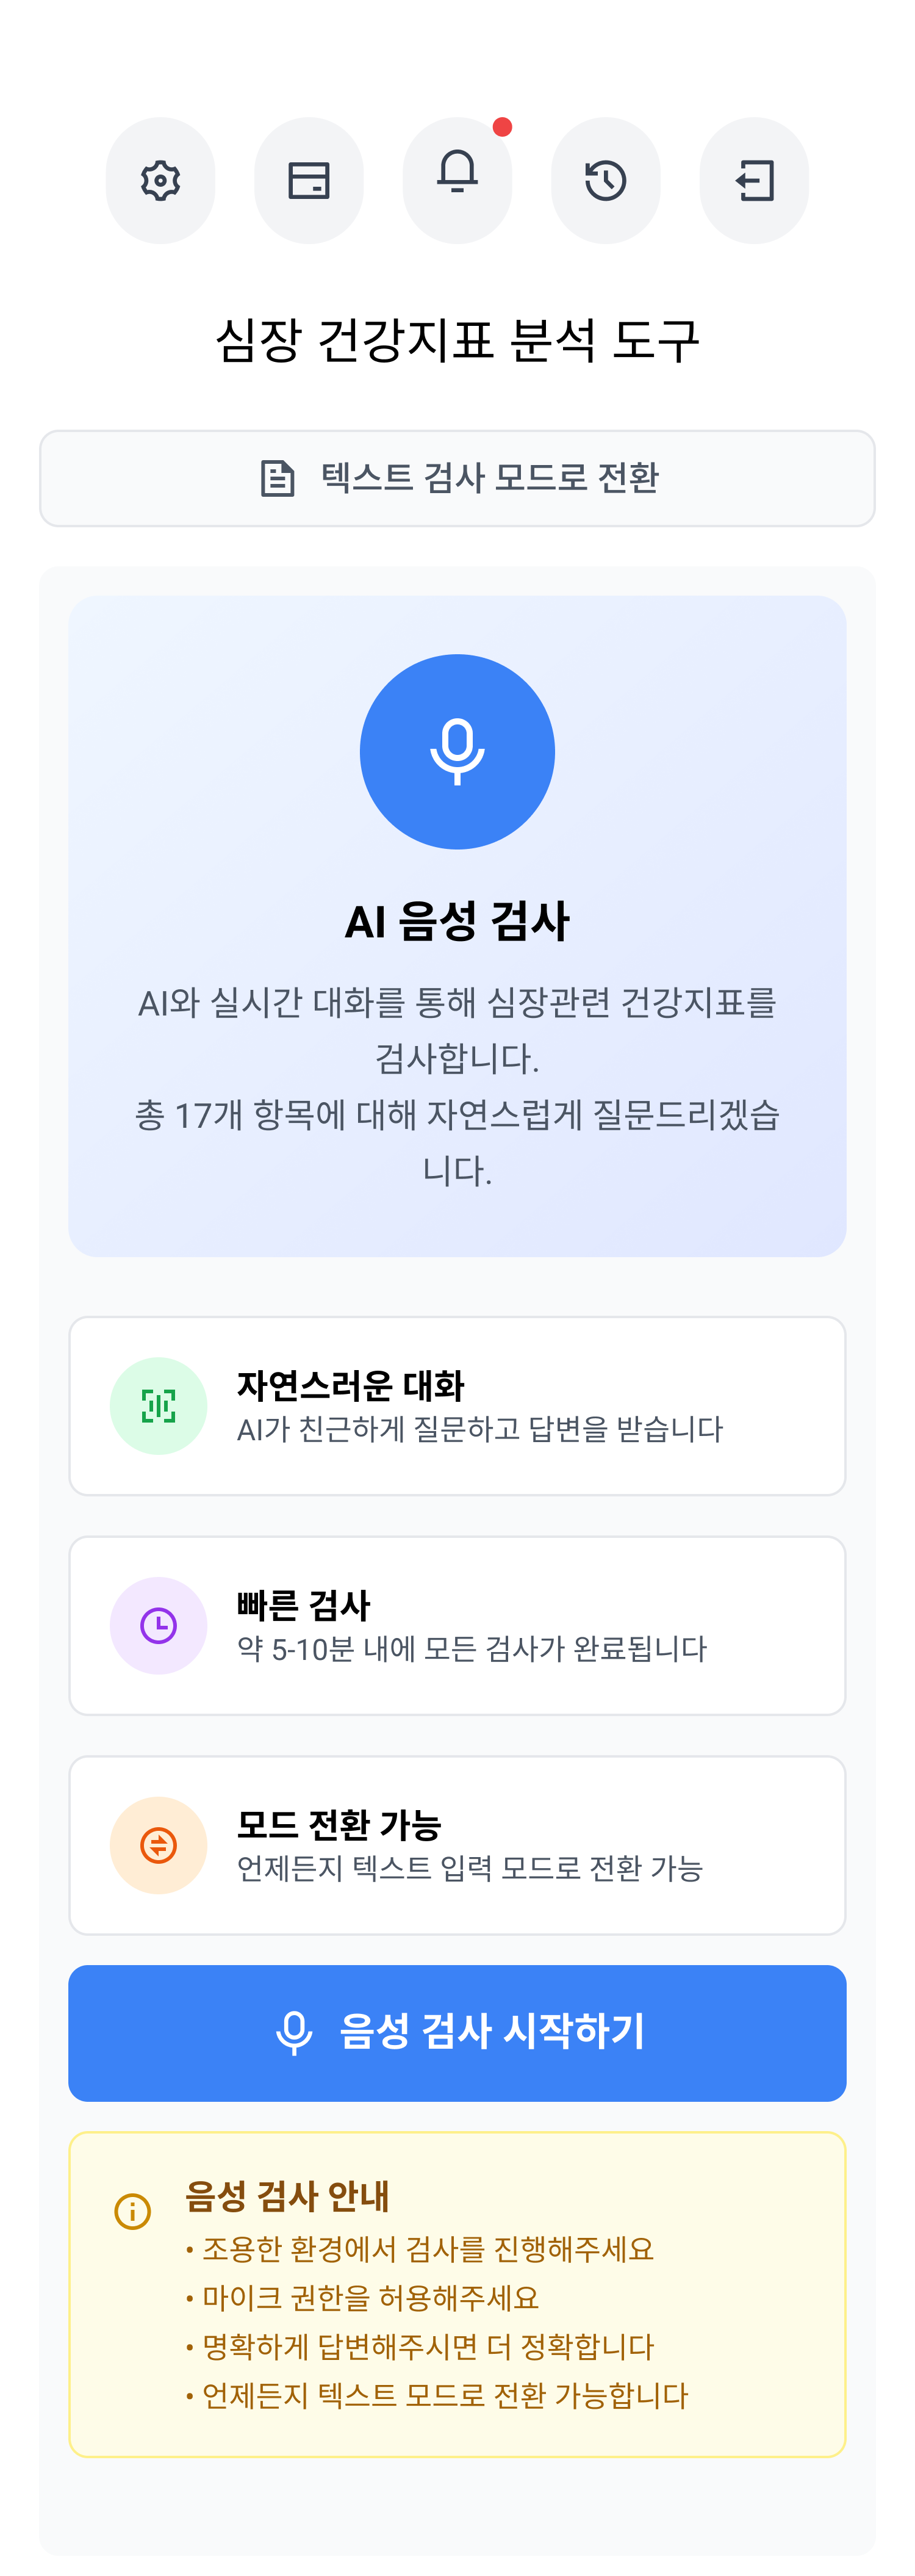 심장 건강지표 분석 도구
텍스트 검사 모드로 전환
AI 음성 검사
AI와 실시간 대화를 통해 심장관련 건강지표를
검사합니다.
총 17개 항목에 대해 자연스럽게 질문드리겠습
니다.
자연스러운 대화
AI가 친근하게 질문하고 답변을 받습니다
빠른 검사
약 5-10분 내에 모든 검사가 완료됩니다
모드 전환 가능
언제든지 텍스트 입력 모드로 전환 가능
음성 검사 시작하기
음성 검사 안내
• 조용한 환경에서 검사를 진행해주세요
• 마이크 권한을 허용해주세요
• 명확하게 답변해주시면 더 정확합니다
• 언제든지 텍스트 모드로 전환 가능합니다